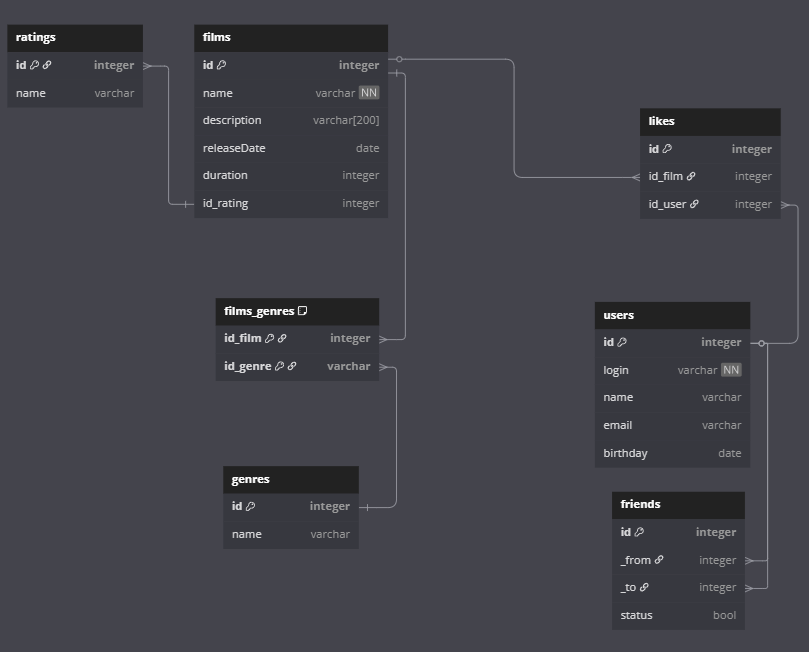 ratings
id integer
name varchar
films
id integer
name varchar NN
description varchar[200]
releaseDate date
duration integer
id_rating integer
likes
id integer
id_film integer
id_user integer
films_genres
id_film integer
id_genre varchar
users
id integer
login varchar NN
name varchar
email varchar
birthday date
genres
id integer
name varchar
friends
id integer
_from integer
_to integer
status bool